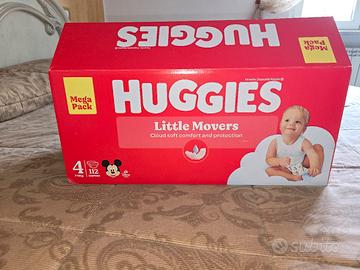 HUGGIES
Mega
Pack
Mega
Pack
HUGGIES
Little Movers
Cloud soft comfort and protection
4
112
subito